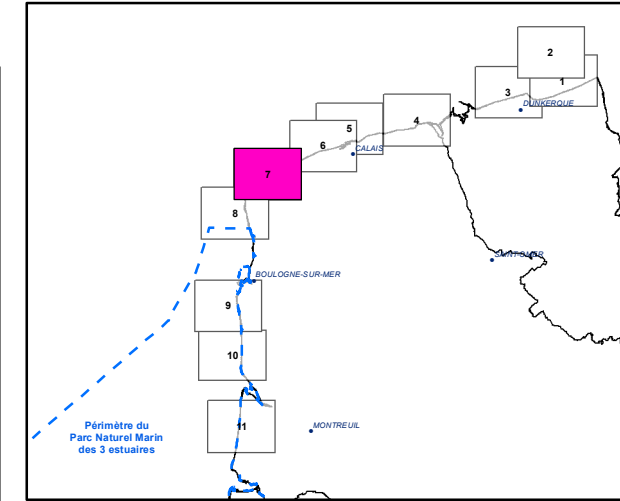 2
1
3
DUNKERQUE
4
5
6
CALAIS
7
8
SAINT-OMER
BOULOGNE-SUR-MER
9
10
11
MONTREUIL
Périmètre du
Parc Naturel Marin
des 3 estuaires